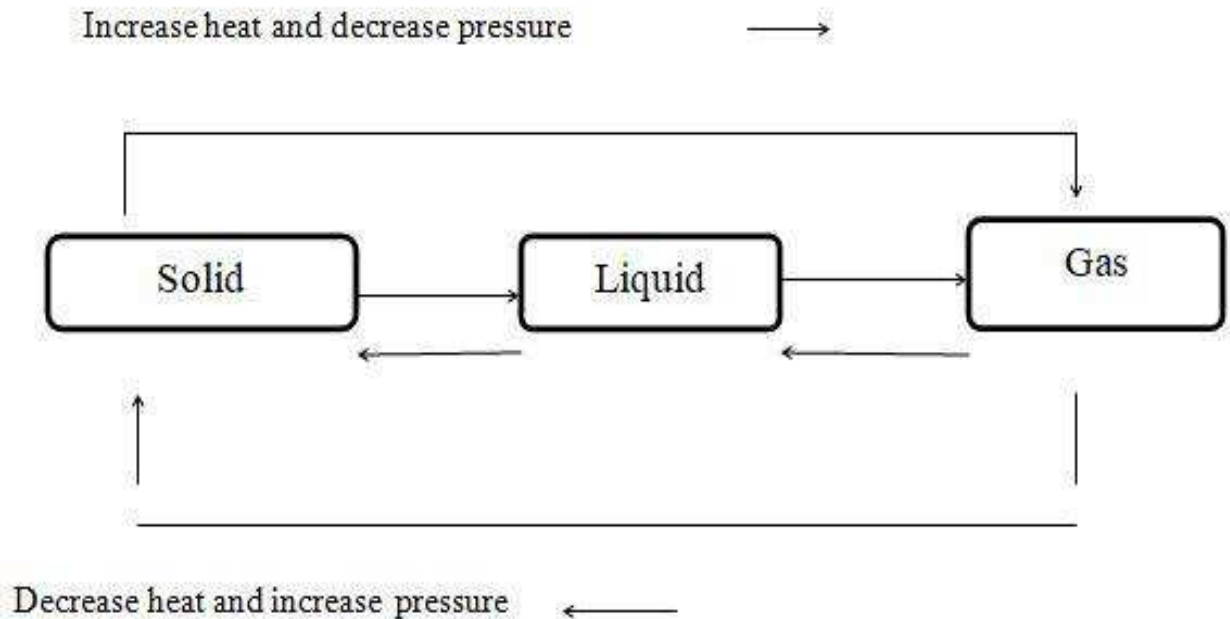 Increase heat and decrease pressure
Solid
Liquid
Gas
Decrease heat and increase pressure